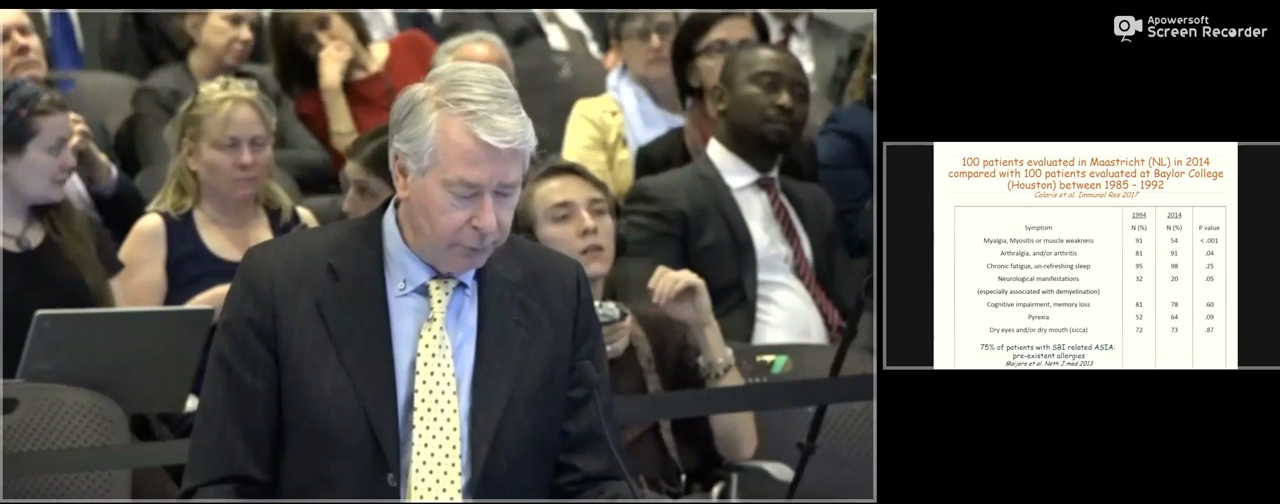 Apowersoft
Screen Recorder
100 patients evaluated in Maastricht (NL) in 2014
compared with 100 patients evaluated at Baylor College
(Houston) between 1985 – 1992
Colaris et al. Immunol Res 2017
1994 2014
Symptom N (%) N (%) P value
Myalgia, Myositis or muscle weakness 91 54 < .001
Arthralgia, and/or arthritis 81 91 .04
Chronic fatigue, un-refreshing sleep 95 98 .25
Neurological manifestations 32 20 .05
(especially associated with demyelination)
Cognitive impairment, memory loss 81 78 .60
Pyrexia 52 64 .09
Dry eyes and/or dry mouth (sicca) 72 73 .87
75% of patients with SBI related ASIA:
pre-existent allergies
Maijers et al. Neth J med 2013